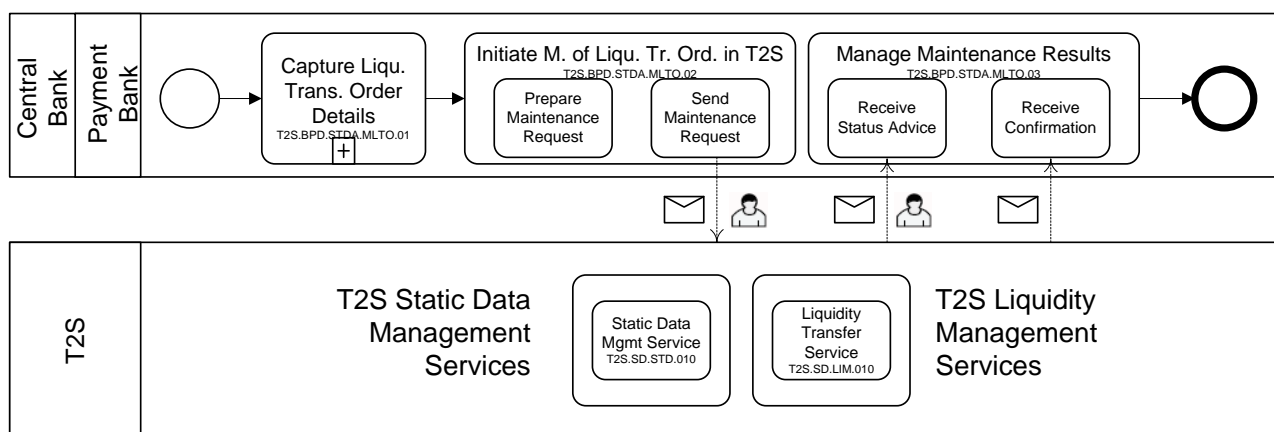 Central
Bank
Payment
Bank
Capture Liqu.
Trans. Order
Details
T2S.BPD.STDA.MLTO.01
+
Initiate M. of Liqu. Tr. Ord. in T2S
T2S.BPD.STDA.MLTO.02
Prepare
Maintenance
Request
Send
Maintenance
Request
Manage Maintenance Results
T2S.BPD.STDA.MLTO.03
Receive
Status Advice
Receive
Confirmation
T2S
T2S Static Data
Management
Services
Static Data
Mgmt Service
T2S.SD.STD.010
Liquidity
Transfer
Service
T2S.SD.LIM.010
T2S Liquidity
Management
Services